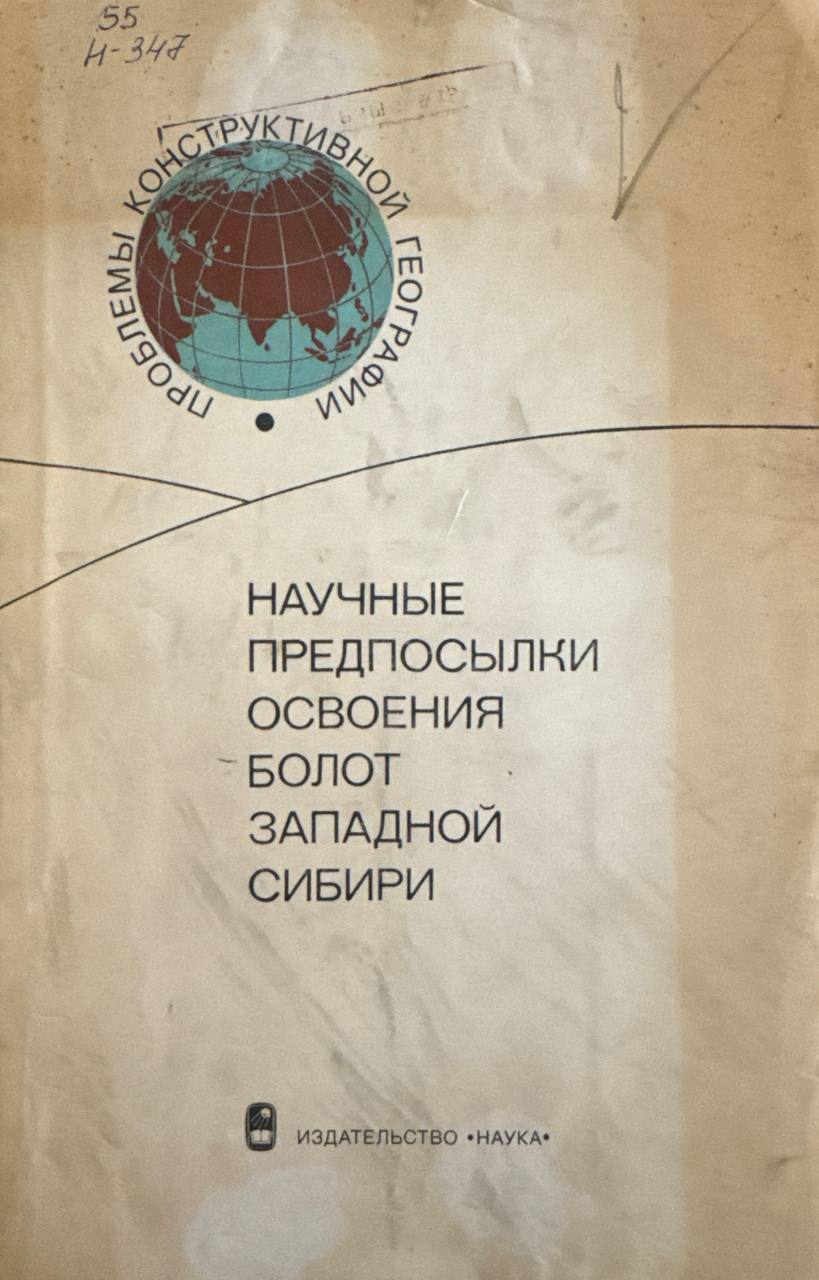 55
Н-347
ПРОБЛЕМЫ КОНСТРУКТИВНОЙ ГЕОГРАФИИ
НАУЧНЫЕ
ПРЕДПОСЫЛКИ
ОСВОЕНИЯ
БОЛОТ
ЗАПАДНОЙ
СИБИРИ
ИЗДАТЕЛЬСТВО •НАУКА•